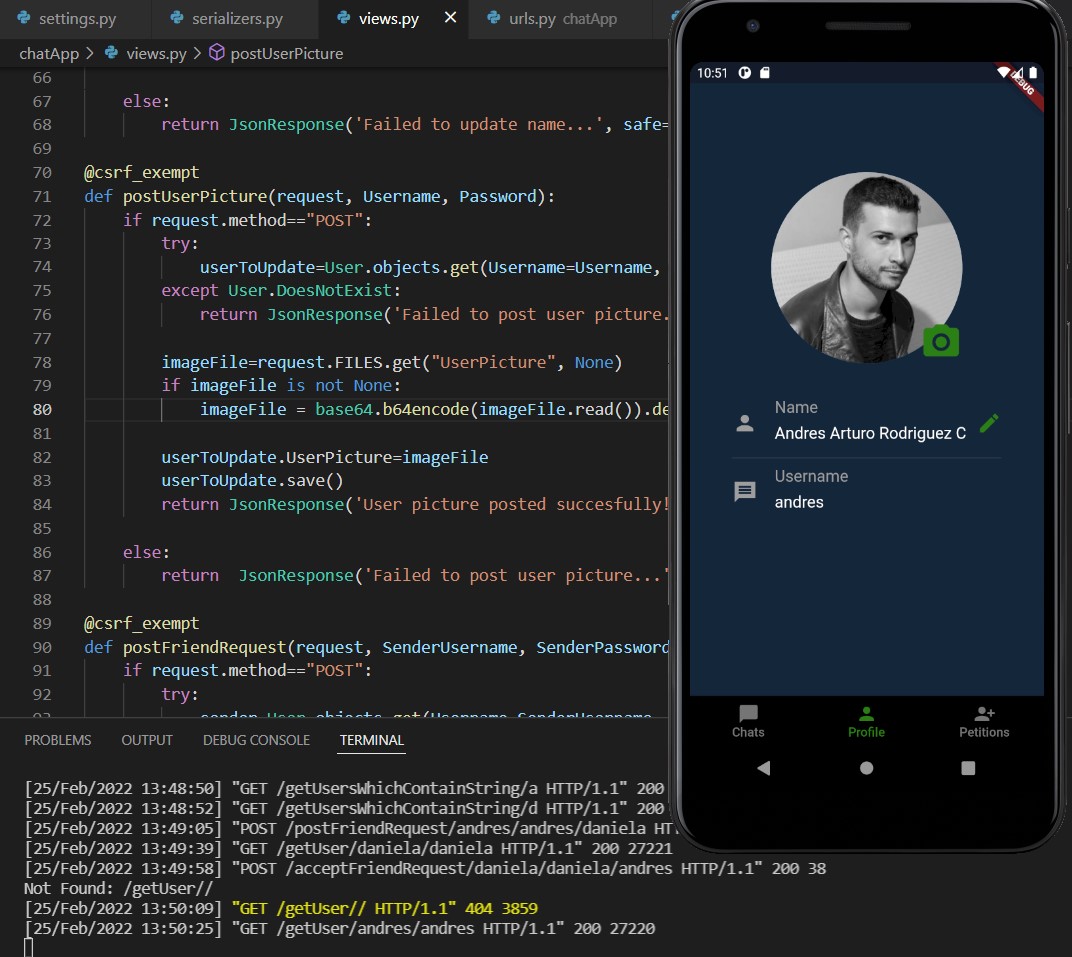 settings.py serializers.py views.py urls.py chatApp
chatApp > views.py > postUserPicture
66
67 else:
68 return JsonResponse('Failed to update name...', safe=
69
70 @csrf_exempt
71 def postUserPicture(request, Username, Password):
72 if request.method=="POST":
73 try:
74 userToUpdate=User.objects.get(Username=Username,
75 except User.DoesNotExist:
76 return JsonResponse('Failed to post user picture.
77
78 imageFile=request.FILES.get("UserPicture", None)
79 if imageFile is not None:
80 imageFile = base64.b64encode(imageFile.read()).de
81
82 userToUpdate.UserPicture=imageFile
83 userToUpdate.save()
84 return JsonResponse('User picture posted succesfully!
85
86 else:
87 return JsonResponse('Failed to post user picture...'
88
89 @csrf_exempt
90 def postFriendRequest(request, SenderUsername, SenderPassword
91 if request.method=="POST":
92 try:
93 sender=User.objects.get(Username=SenderUsername,
PROBLEMS OUTPUT DEBUG CONSOLE TERMINAL
[25/Feb/2022 13:48:50] "GET /getUsersWhichContainString/a HTTP/1.1" 200
[25/Feb/2022 13:48:52] "GET /getUsersWhichContainString/d HTTP/1.1" 200
[25/Feb/2022 13:49:05] "POST /postFriendRequest/andres/andres/daniela HT
[25/Feb/2022 13:49:39] "GET /getUser/daniela/daniela HTTP/1.1" 200 27221
[25/Feb/2022 13:49:58] "POST /acceptFriendRequest/daniela/daniela/andres HTTP/1.1" 200 38
Not Found: /getUser//
[25/Feb/2022 13:50:09] "GET /getUser// HTTP/1.1" 404 3859
[25/Feb/2022 13:50:25] "GET /getUser/andres/andres HTTP/1.1" 200 27220
10:51
DEBUG
Name
Andres Arturo Rodriguez C
Username
andres
Chats Profile Petitions